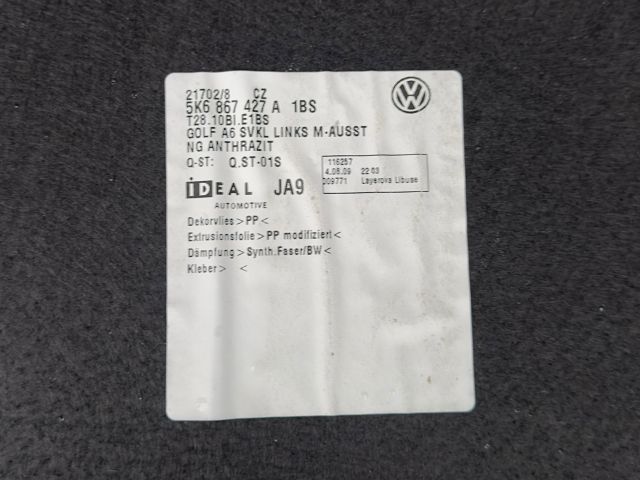 21702/8 CZ
5K6 867 427 A 1BS
T28.10BI.E1BS
GOLF A6 SVKL LINKS M-AUSST
NG ANTHRAZIT
Q-ST: Q.ST-01S
116257
4.08.09 22 03
009771 Layerova Libuse
iDEAL JA9
AUTOMOTIVE
Dekorvlies>PP.<
Extrusionsfolie>PP modifiziert<
Dämpfung>Synth.Faser/BW<
Kleber> <